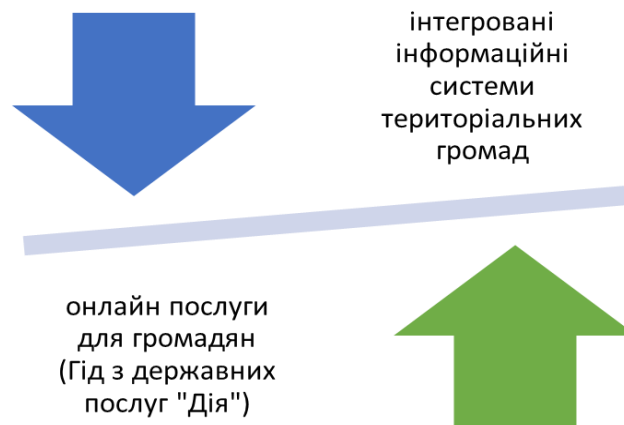 інтегровані
інформаційні
системи
територіальних
громад
онлайн послуги
для громадян
(Гід з державних
послуг "Дія")